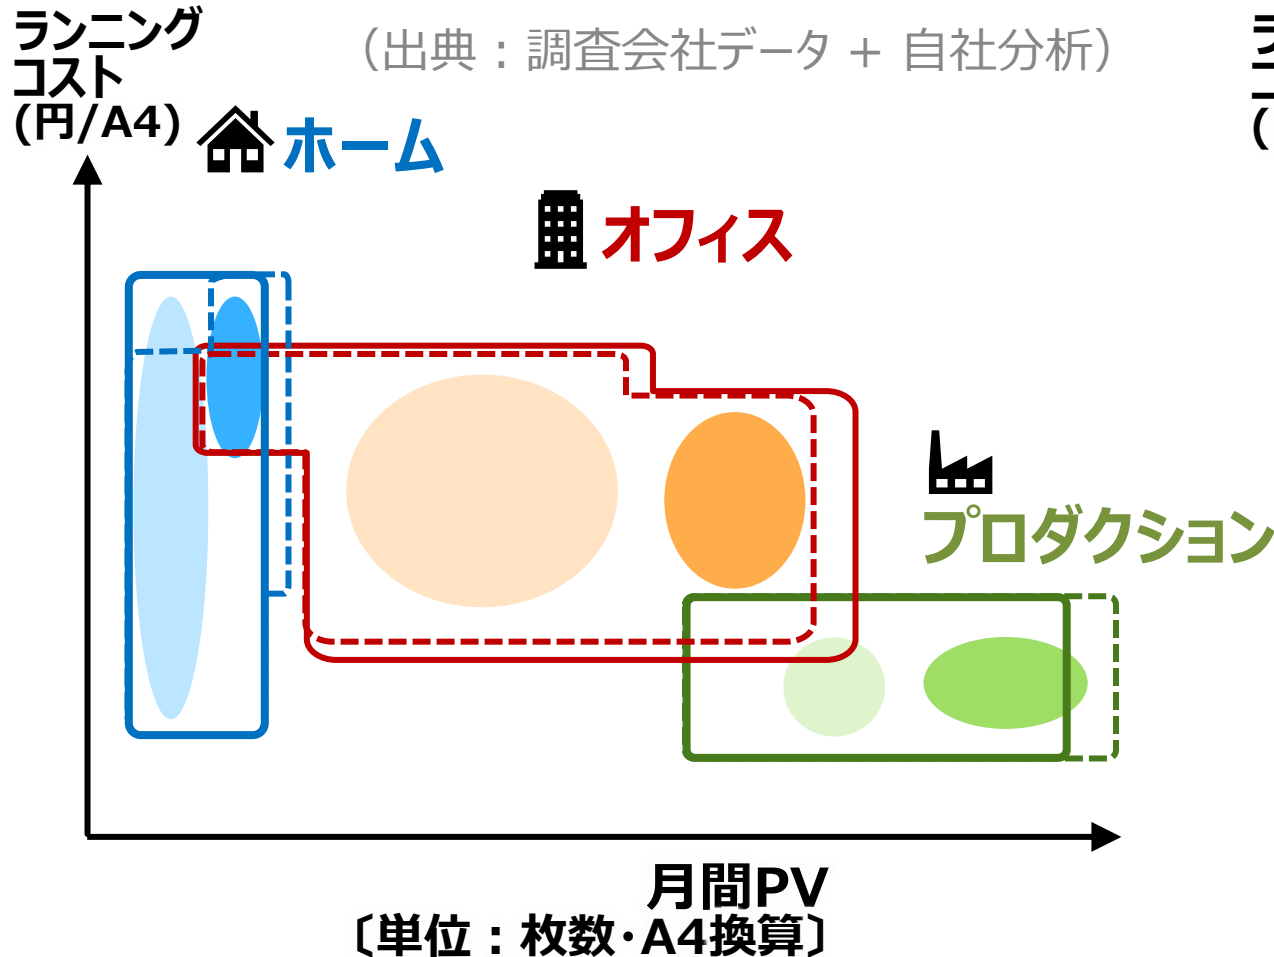 ランニング
コスト
(円/A4)
（出典：調査会社データ + 自社分析）
ホーム
オフィス
プロダクション
月間PV
〔単位：枚数･A4換算〕